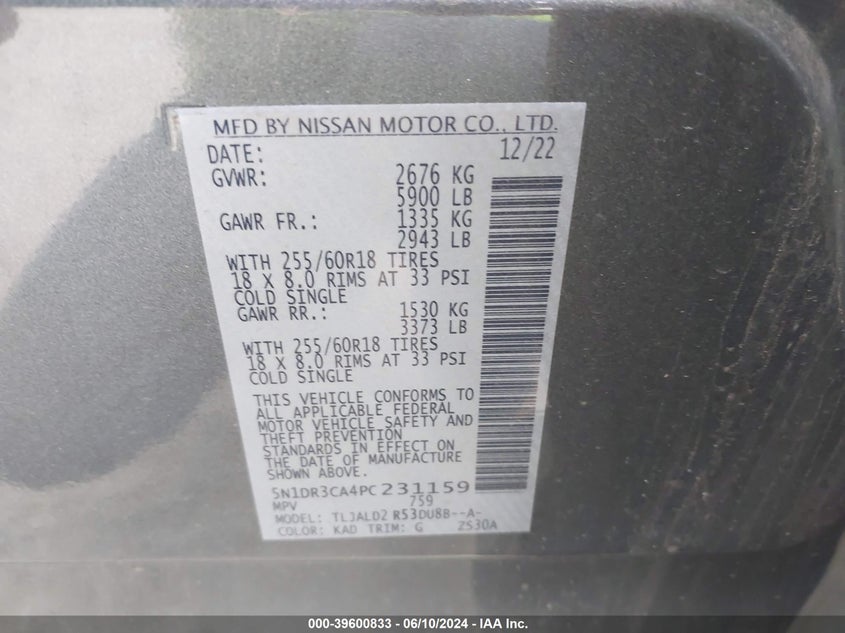 MFD BY NISSAN MOTOR CO., LTD.
DATE: 12/22
GVWR: 2676 KG
5900 LB
GAWR FR.: 1335 KG
2943 LB
WITH 255/60R18 TIRES
18 X 8.0 RIMS AT 33 PSI
COLD SINGLE
GAWR RR.: 1530 KG
3373 LB
WITH 255/60R18 TIRES
18 X 8.0 RIMS AT 33 PSI
COLD SINGLE
THIS VEHICLE CONFORMS TO
ALL APPLICABLE FEDERAL
MOTOR VEHICLE SAFETY AND
THEFT PREVENTION
STANDARDS IN EFFECT ON
THE DATE OF MANUFACTURE
SHOWN ABOVE.
5N1DR3CA4PC231159
MPV 759
MODEL: TLJALD2 R53DU8B--A-
COLOR: KAD TRIM: G 2S30A
000-39600833 - 06/10/2024 - IAA Inc.